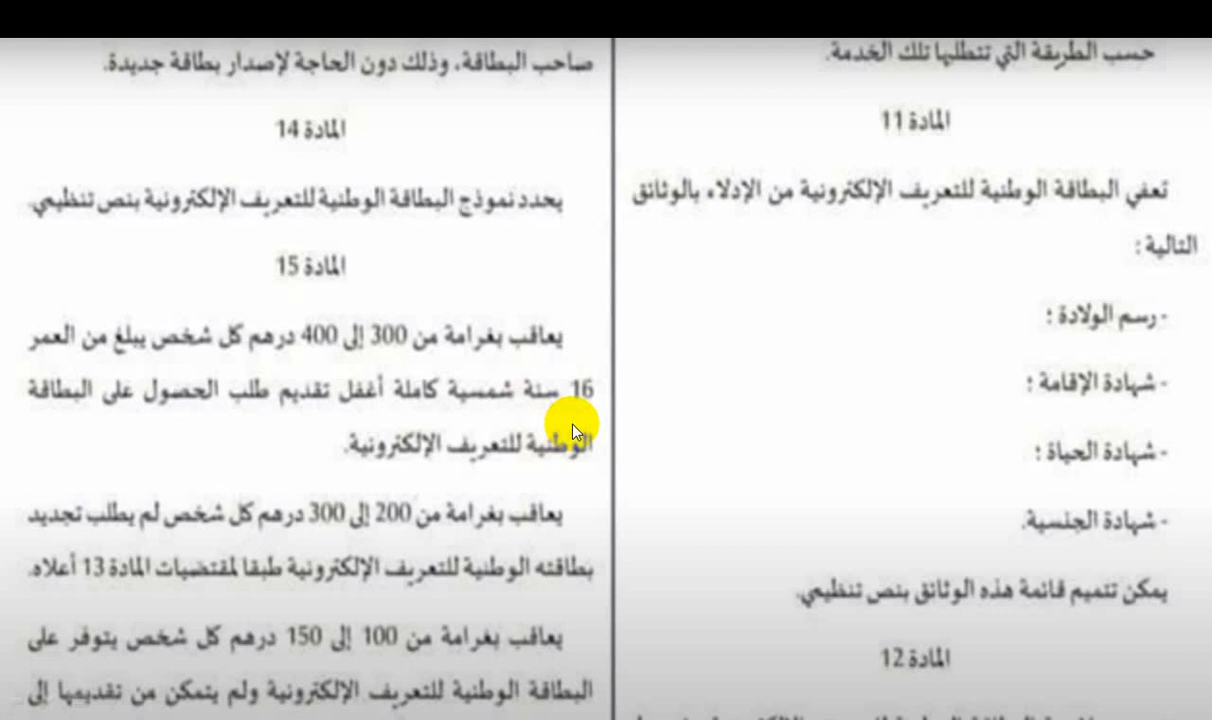 حسب الطريقة التي تتطلبها تلك الخدمة.
المادة 11
تعفي البطاقة الوطنية للتعريف الإلكترونية من الإدلاء بالوثائق
التالية :
- رسم الولادة ؛
- شهادة الإقامة ؛
- شهادة الحياة ؛
- شهادة الجنسية.
يمكن تتميم قائمة هذه الوثائق بنص تنظيمي.
المادة 12
صاحب البطاقة، وذلك دون الحاجة لإصدار بطاقة جديدة.
المادة 14
يحدد نموذج البطاقة الوطنية للتعريف الإلكترونية بنص تنظيمي.
المادة 15
يعاقب بغرامة من 300 إلى 400 درهم كل شخص يبلغ من العمر
16 سنة شمسية كاملة أغفل تقديم طلب الحصول على البطاقة
الوطنية للتعريف الإلكترونية.
يعاقب بغرامة من 200 إلى 300 درهم كل شخص لم يطلب تجديد
بطاقته الوطنية للتعريف الإلكترونية طبقا لمقتضيات المادة 13 أعلاه.
يعاقب بغرامة من 100 إلى 150 درهم كل شخص يتوفر على
البطاقة الوطنية للتعريف الإلكترونية ولم يتمكن من تقديمها إلى